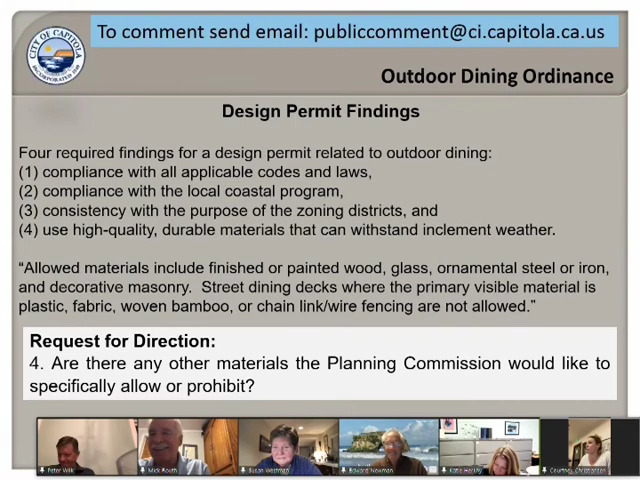 To comment send email: publiccomment@ci.capitola.ca.us
CITY OF CAPITOLA
INCORPORATED 1949
Outdoor Dining Ordinance
Design Permit Findings
Four required findings for a design permit related to outdoor dining:
(1) compliance with all applicable codes and laws,
(2) compliance with the local coastal program,
(3) consistency with the purpose of the zoning districts, and
(4) use high-quality, durable materials that can withstand inclement weather.
“Allowed materials include finished or painted wood, glass, ornamental steel or iron,
and decorative masonry.  Street dining decks where the primary visible material is
plastic, fabric, woven bamboo, or chain link/wire fencing are not allowed.”
Request for Direction:
4. Are there any other materials the Planning Commission would like to
specifically allow or prohibit?
Peter Wilk
Mick Routh
Susan Westman
Edward Newman
Katie Herlihy
Courtney Christiansen